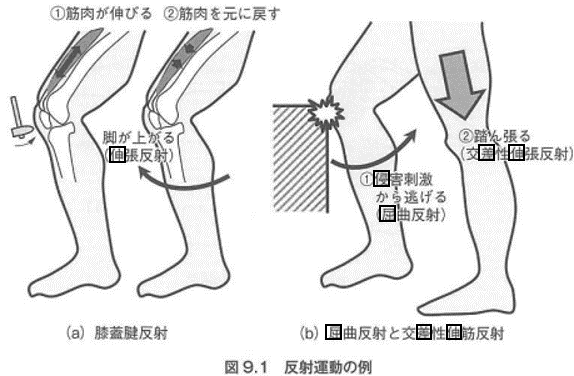 ①筋肉が伸びる
②筋肉を元に戻す
脚が上がる
(伸張反射)
②踏ん張る
(交差性伸張反射)
①侵害刺激
から逃げる
(屈曲反射)
(a) 膝蓋腱反射
(b) 屈曲反射と交差性伸筋反射
図 9.1 反射運動の例